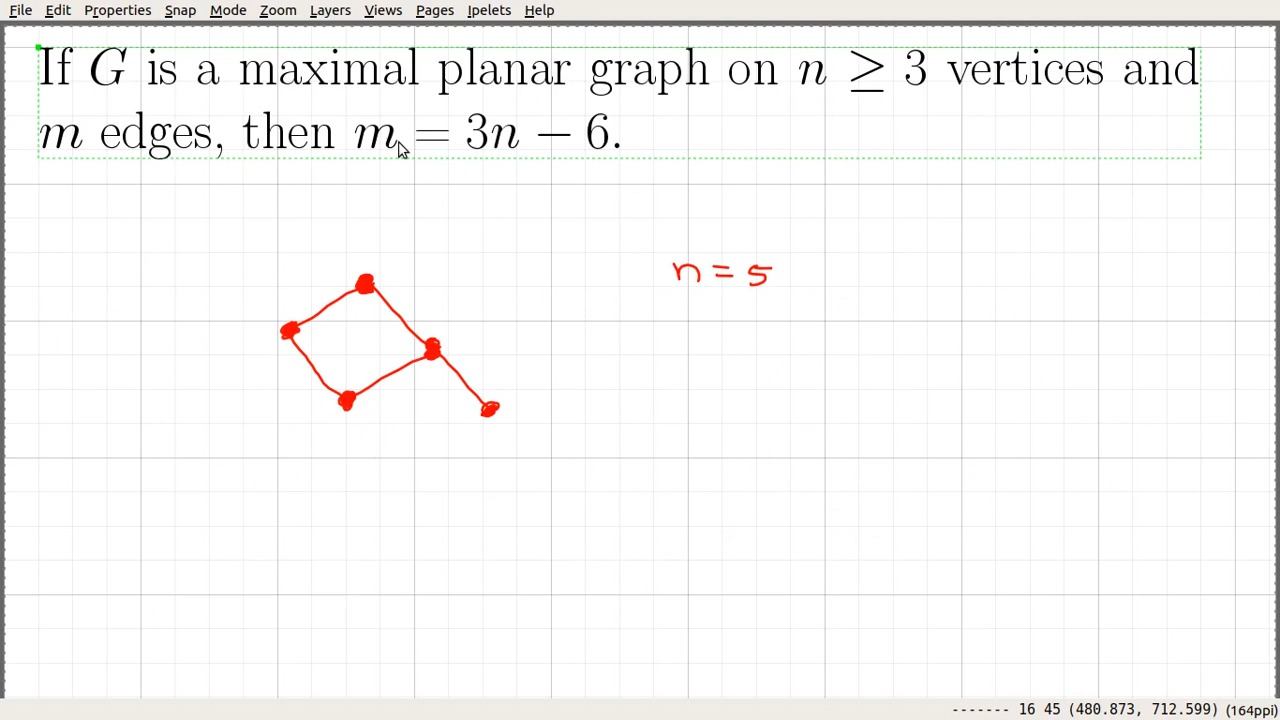 File Edit Properties Snap Mode Zoom Layers Views Pages Ipelets Help
If G is a maximal planar graph on n ≥ 3 vertices and
m edges, then m = 3n − 6.
n = 5
------- 16 45 (480.873, 712.599) (164ppi)